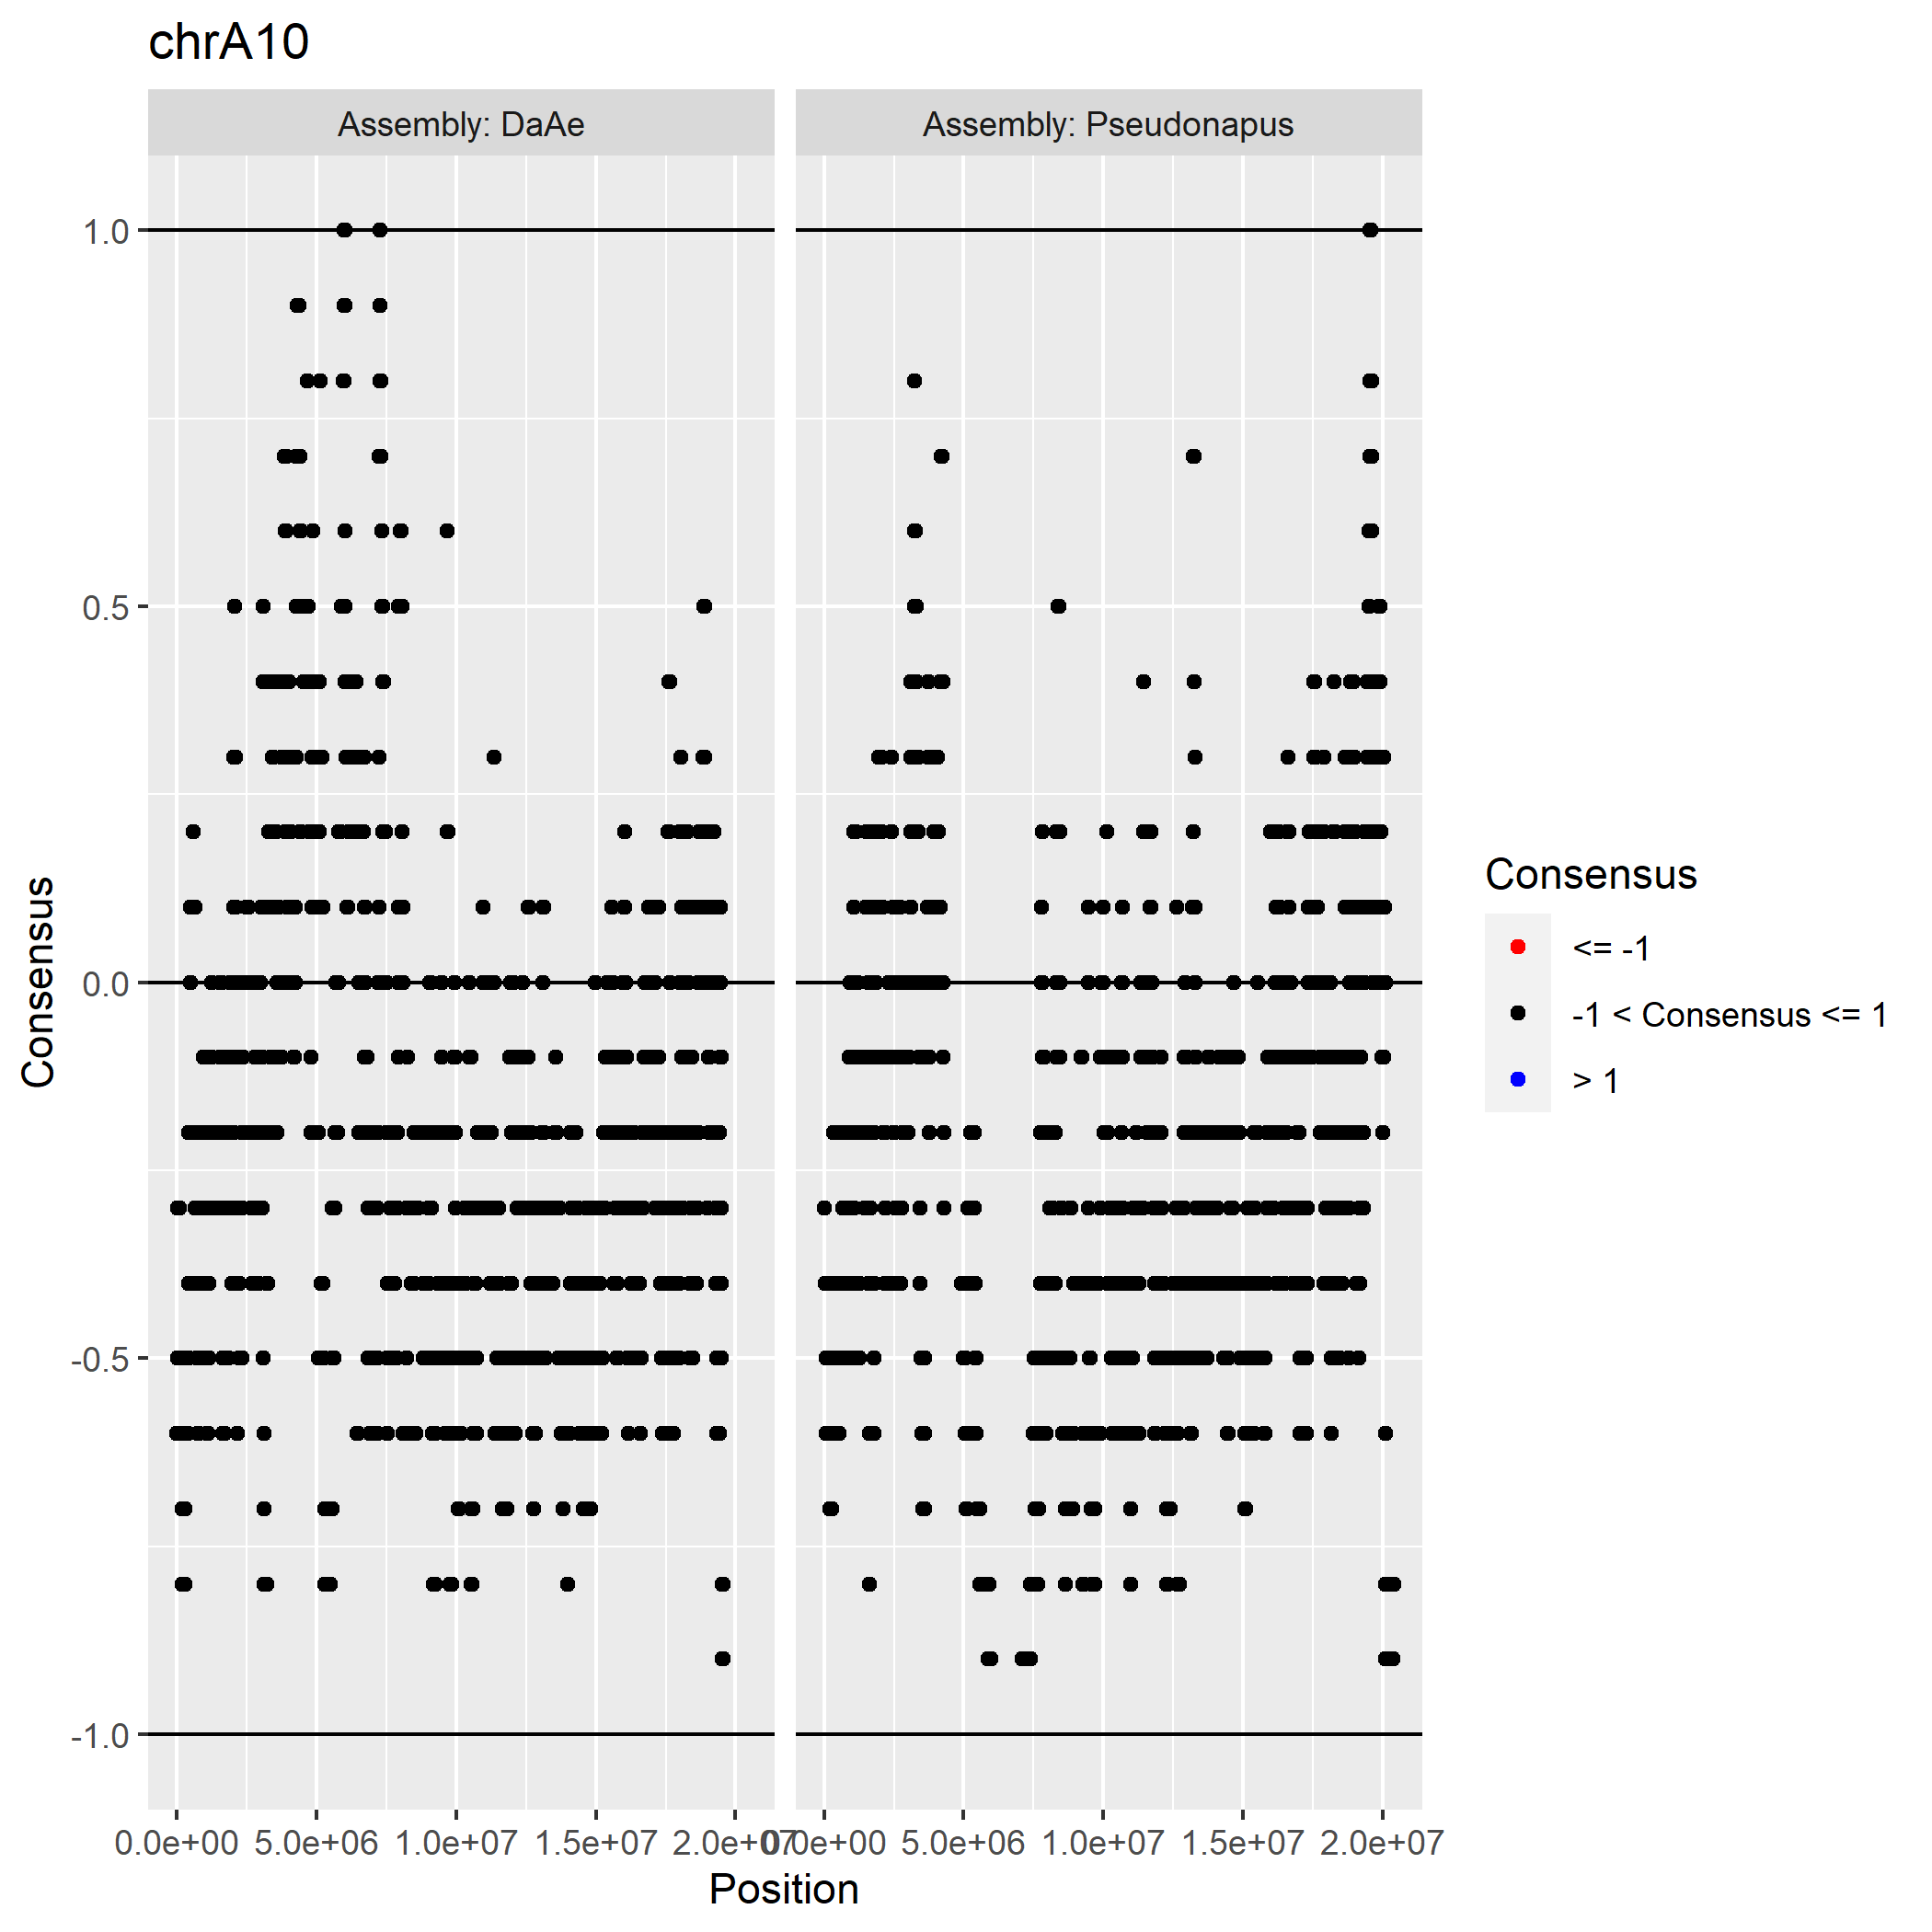 chrA10
Assembly: DaAe
Assembly: Pseudonapus
Consensus
1.0
0.5
0.0
-0.5
-1.0
0.0e+00 5.0e+06 1.0e+07 1.5e+07 2.0e+07
0.0e+00 5.0e+06 1.0e+07 1.5e+07 2.0e+07
Position
Consensus
<= -1
-1 < Consensus <= 1
> 1